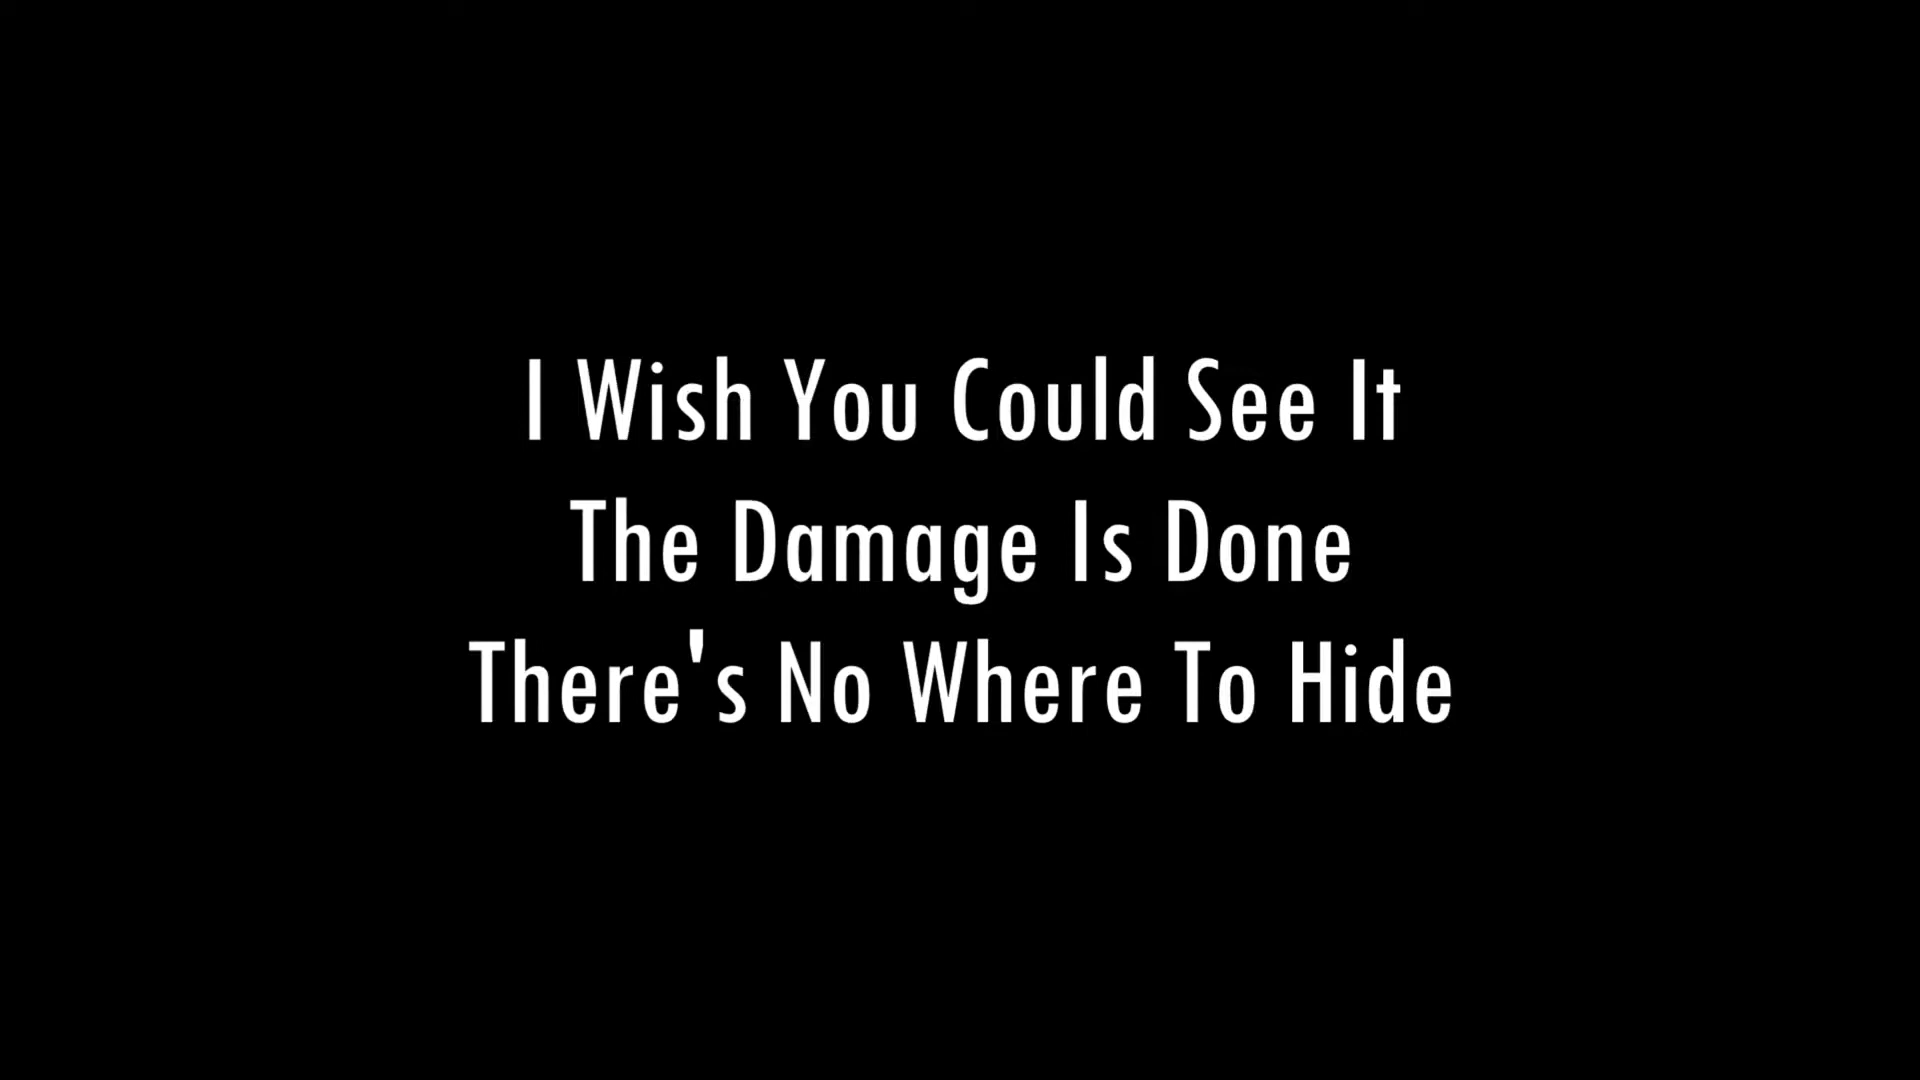 I Wish You Could See It
The Damage Is Done
There's No Where To Hide